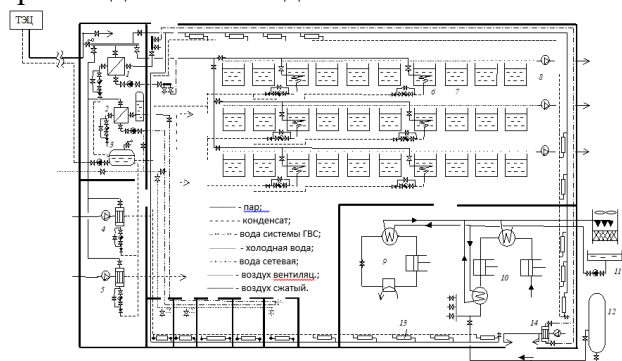 ТЭЦ
1
2
3
4
5
6
7
8
- пар;
- конденсат;
- вода системы ГВС;
- холодная вода;
- вода сетевая;
- воздух вентиляц.;
- воздух сжатый.
9
10
11
12
13
14